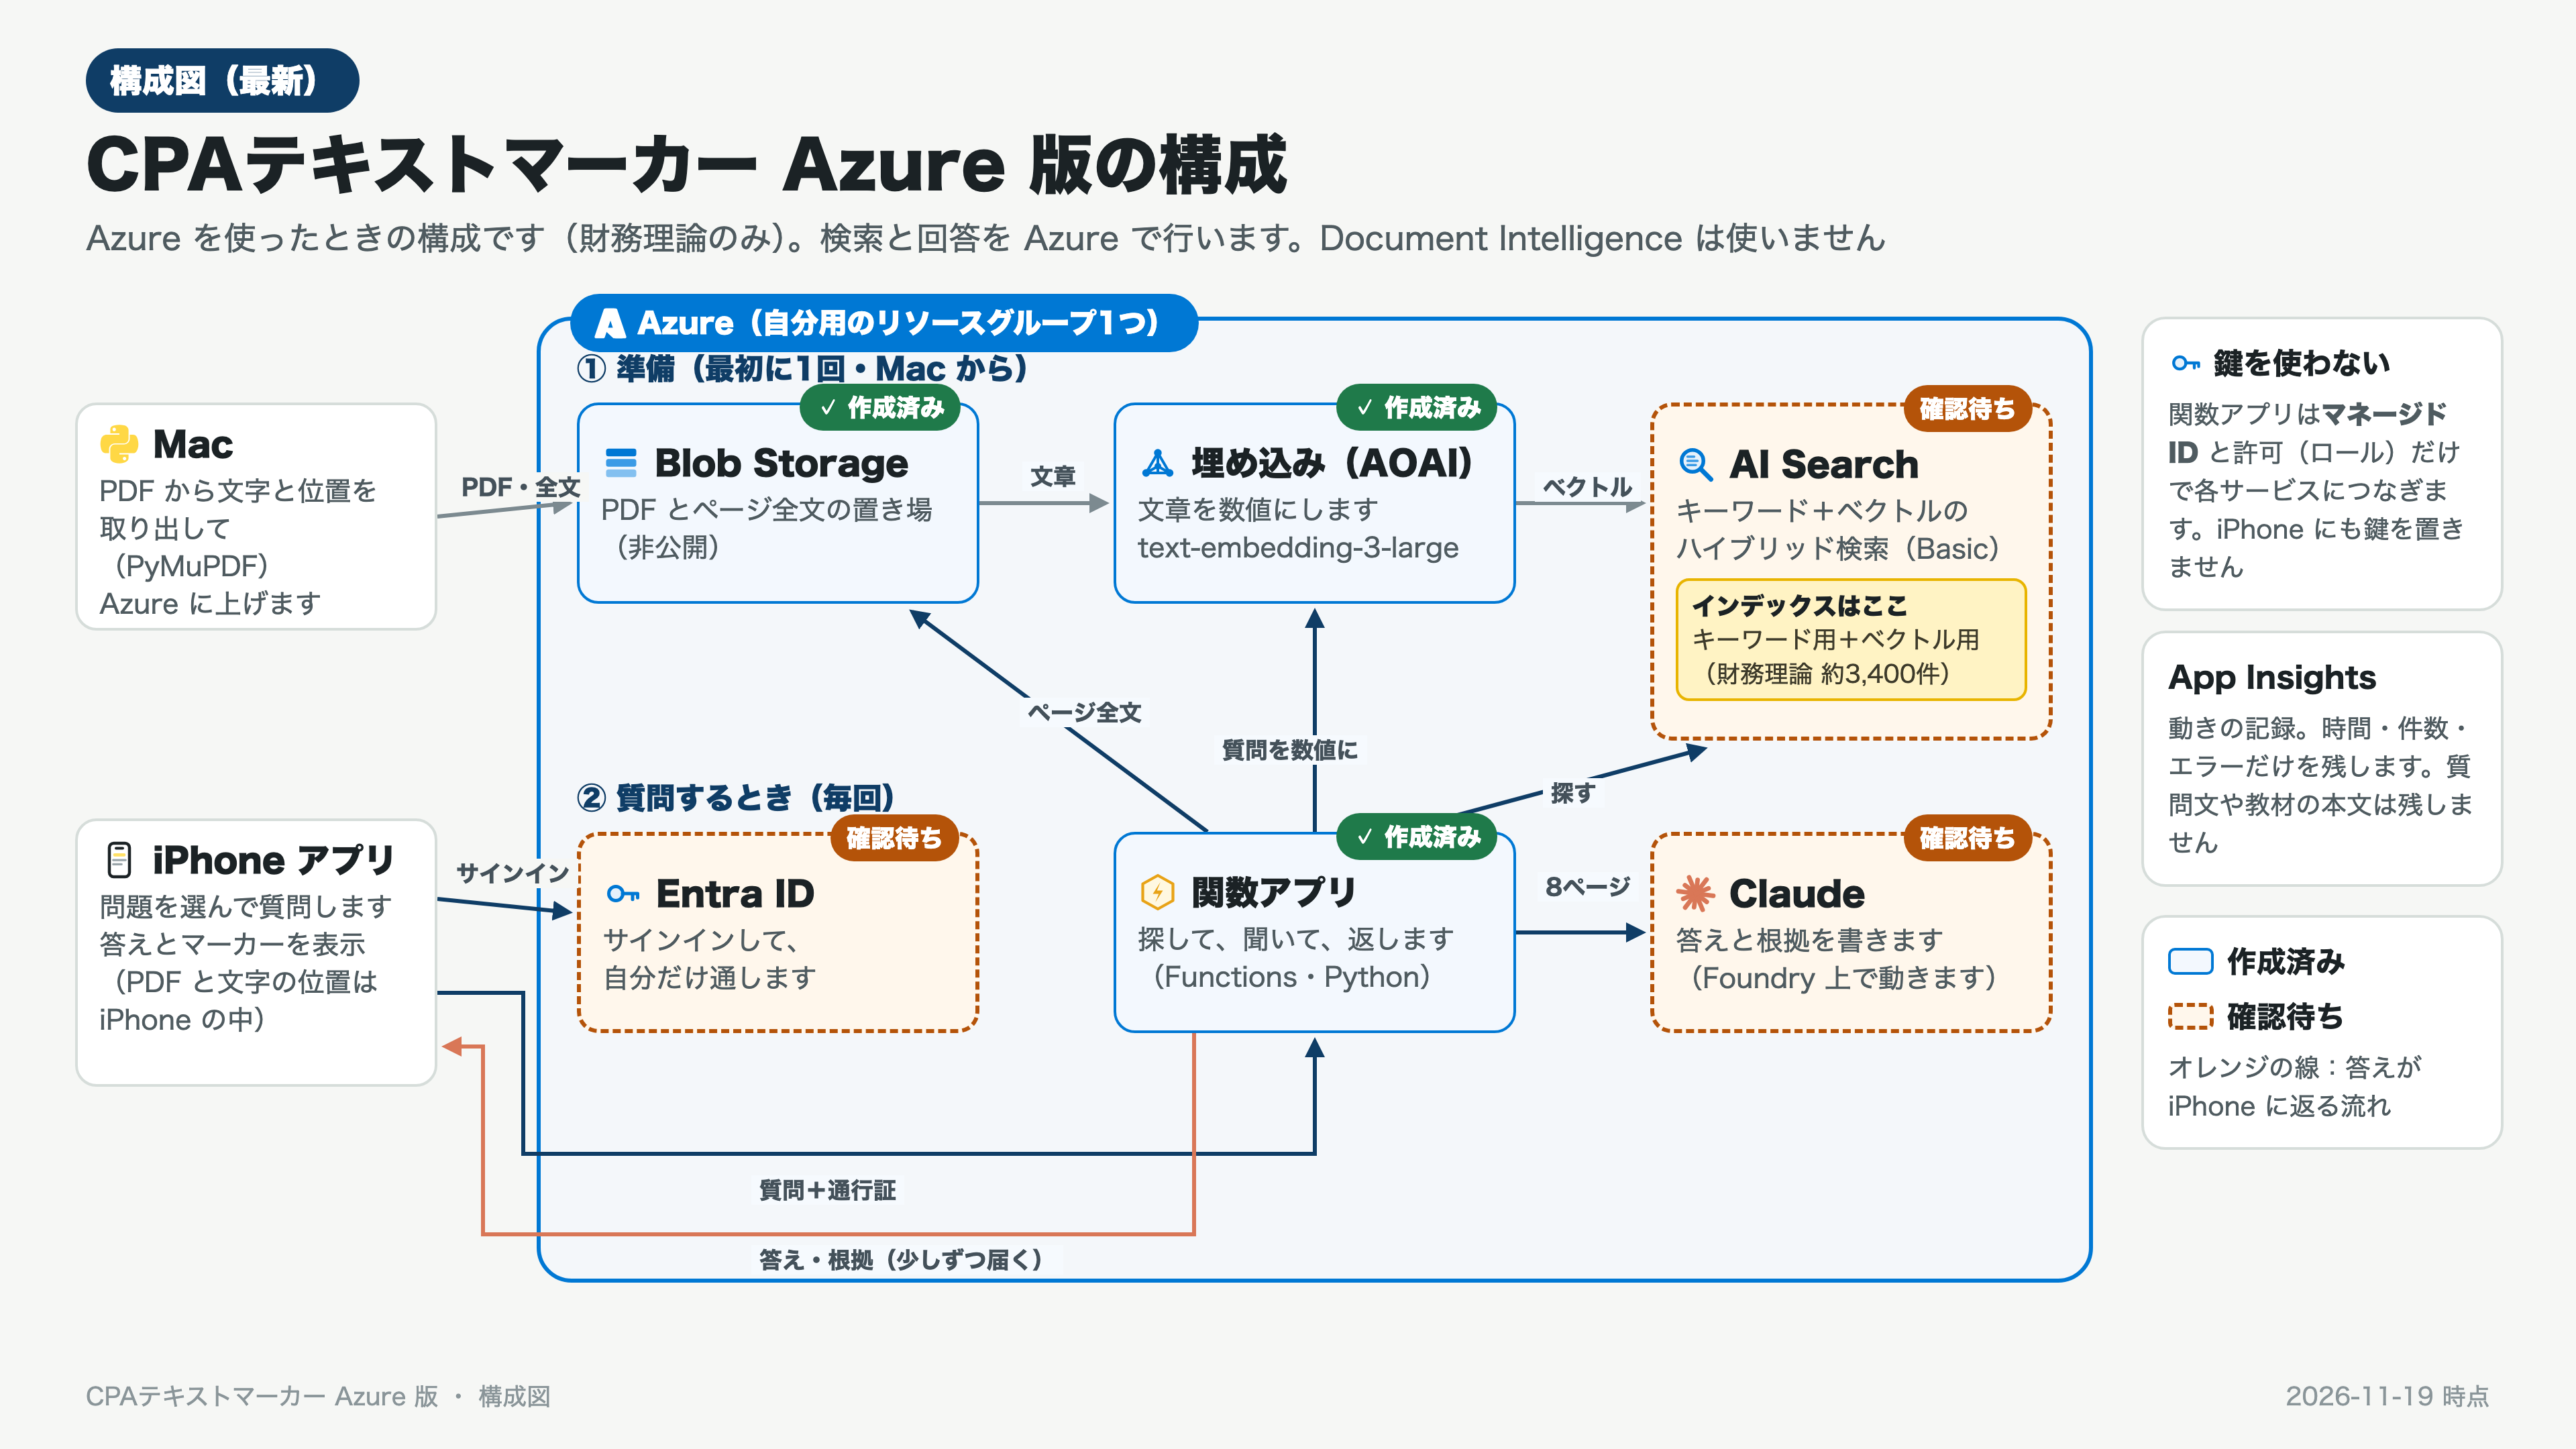 構成図（最新）
CPAテキストマーカー Azure 版の構成
Azure を使ったときの構成です（財務理論のみ）。検索と回答を Azure で行います。Document Intelligence は使いません
Azure（自分用のリソースグループ1つ）
① 準備（最初に1回・Mac から）
Mac
PDF から文字と位置を
取り出して
（PyMuPDF）
Azure に上げます
PDF・全文
✓ 作成済み
Blob Storage
PDF とページ全文の置き場
（非公開）
文章
✓ 作成済み
埋め込み（AOAI）
文章を数値にします
text-embedding-3-large
ベクトル
確認待ち
AI Search
キーワード＋ベクトルの
ハイブリッド検索（Basic）
インデックスはここ
キーワード用＋ベクトル用
（財務理論 約3,400件）
ページ全文
質問を数値に
探す
② 質問するとき（毎回）
iPhone アプリ
問題を選んで質問します
答えとマーカーを表示
（PDF と文字の位置は
iPhone の中）
サインイン
確認待ち
Entra ID
サインインして、
自分だけ通します
✓ 作成済み
関数アプリ
探して、聞いて、返します
（Functions・Python）
8ページ
確認待ち
Claude
答えと根拠を書きます
（Foundry 上で動きます）
質問＋通行証
答え・根拠（少しずつ届く）
鍵を使わない
関数アプリはマネージド
ID と許可（ロール）だけ
で各サービスにつなぎま
す。iPhone にも鍵を置き
ません
App Insights
動きの記録。時間・件数・
エラーだけを残します。質
問文や教材の本文は残しま
せん
作成済み
確認待ち
オレンジの線：答えが
iPhone に返る流れ
CPAテキストマーカー Azure 版 ・ 構成図
2026-11-19 時点